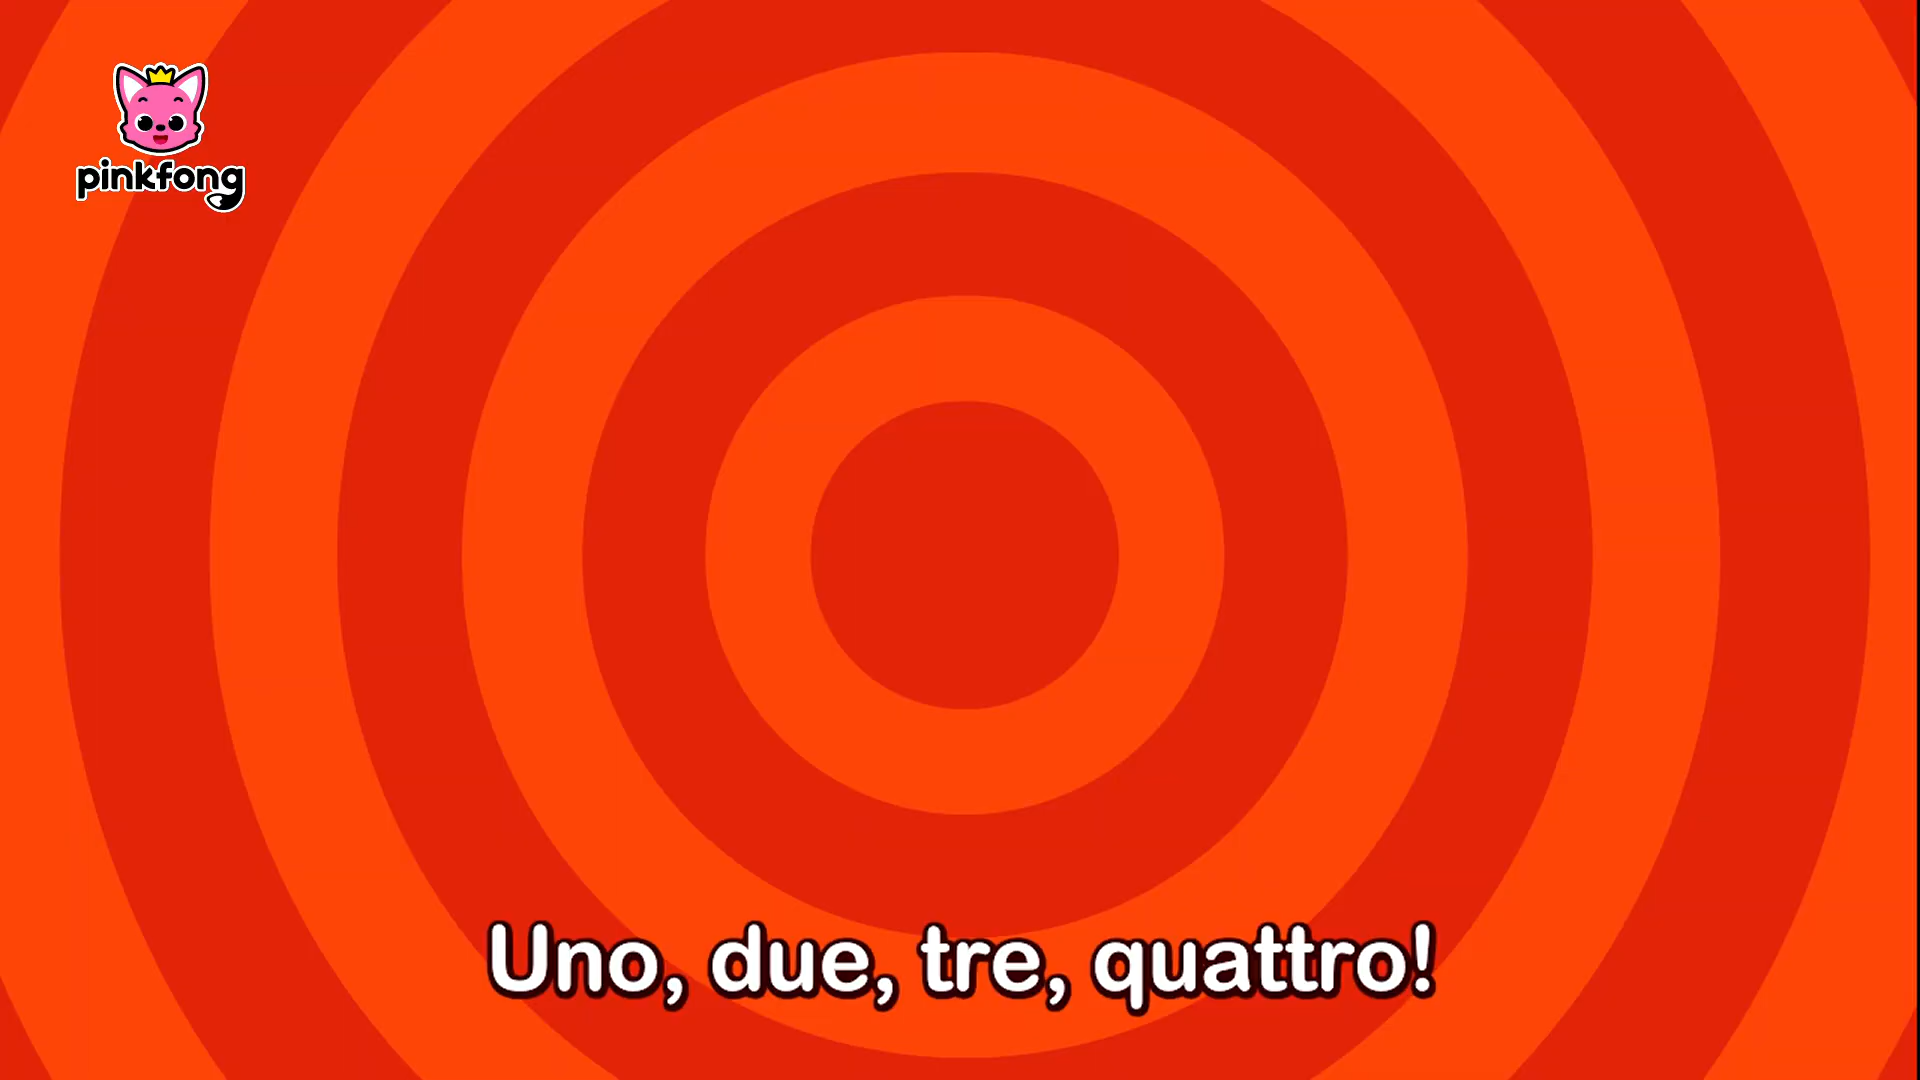 pinkfong
Uno, due, tre, quattro!